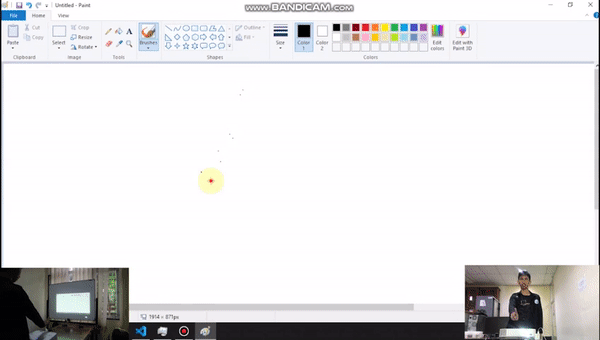 www.BANDICAM.com
Untitled - Paint
File Home View
Paste
Cut
Copy
Clipboard
Select
Crop
Resize
Rotate
Image
Tools
Brushes
Shapes
Outline
Fill
Size
Color 1
Color 2
Colors
Edit colors
Edit with Paint 3D
1914 × 871px